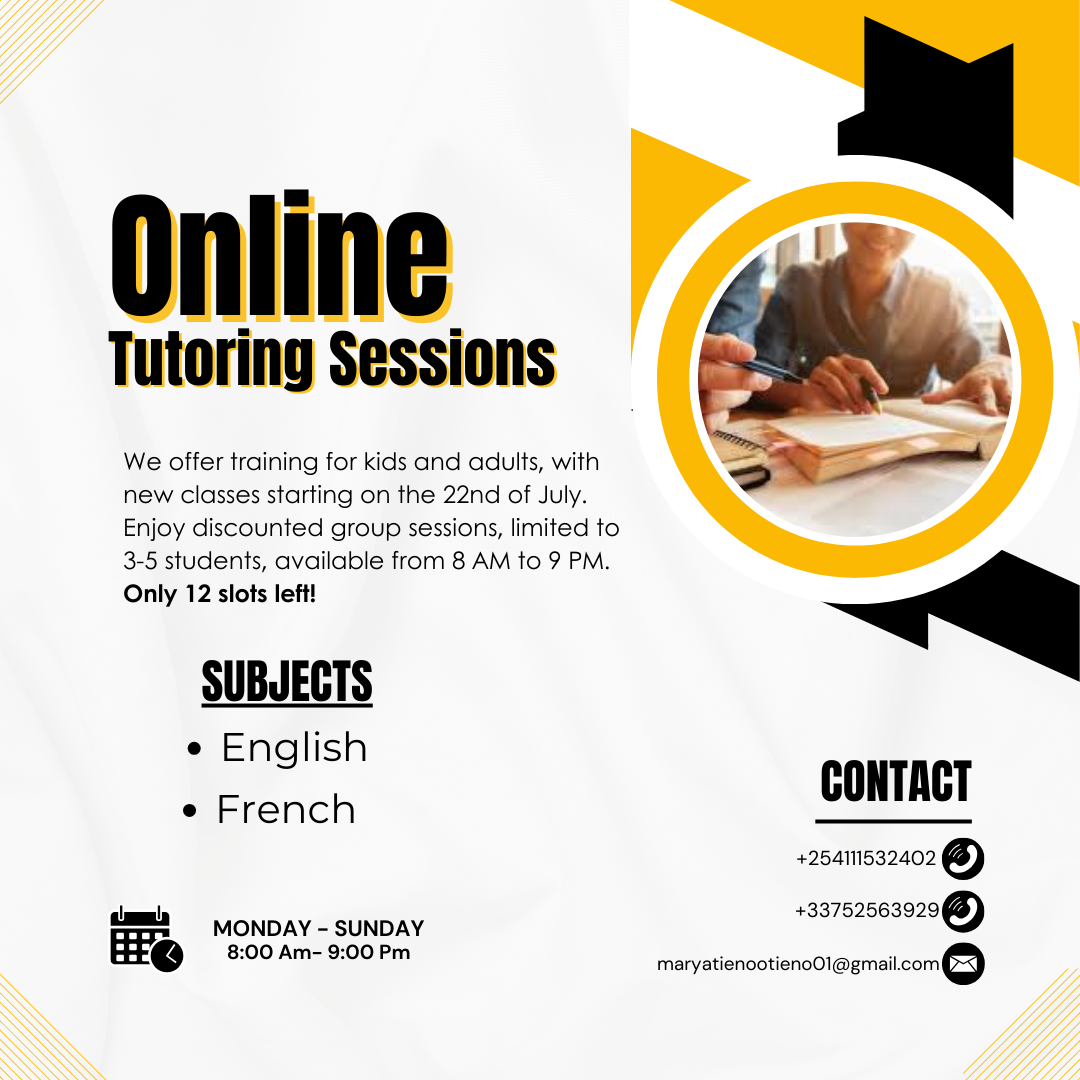 Online
Tutoring Sessions
We offer training for kids and adults, with
new classes starting on the 22nd of July.
Enjoy discounted group sessions, limited to
3-5 students, available from 8 AM to 9 PM.
Only 12 slots left!
SUBJECTS
• English
• French
MONDAY – SUNDAY
8:00 Am– 9:00 Pm
CONTACT
+254111532402
+33752563929
maryatienootieno01@gmail.com